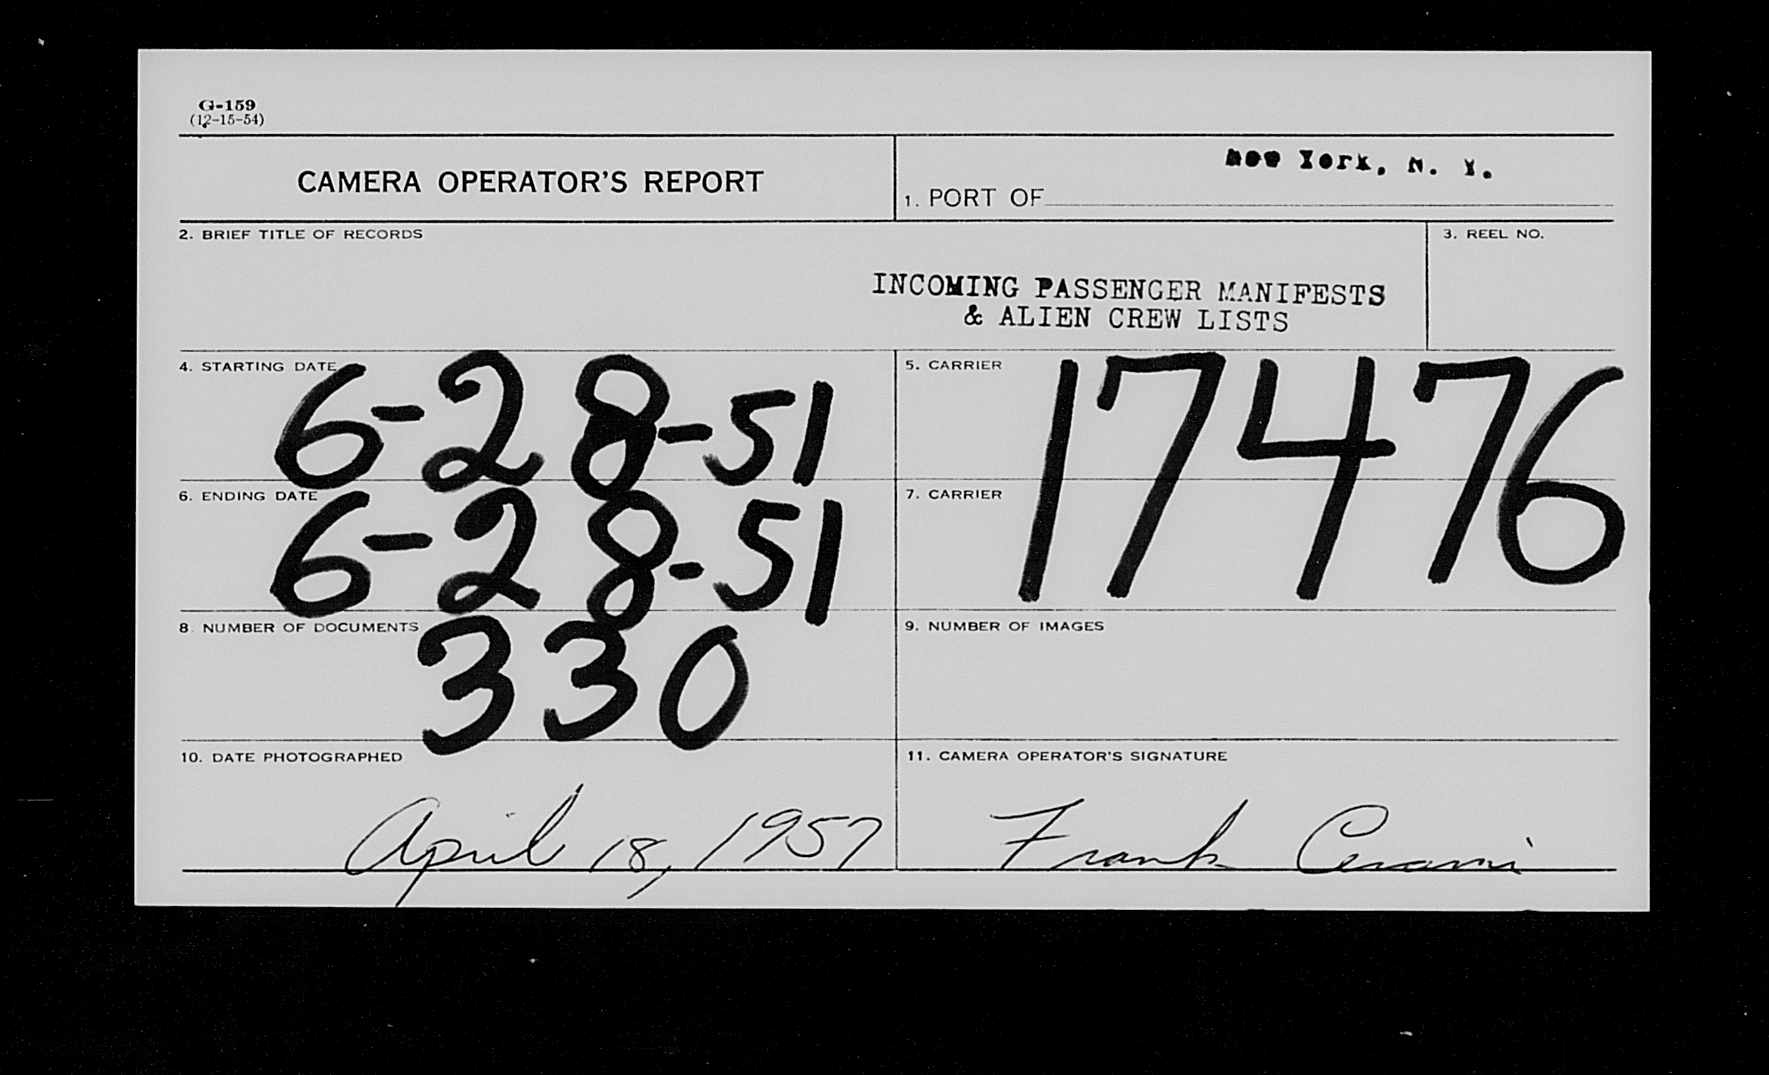 G-159
(12-15-54)
CAMERA OPERATOR'S REPORT
New York, N. Y.
1. PORT OF
2. BRIEF TITLE OF RECORDS
3. REEL NO.
INCOMING PASSENGER MANIFESTS
& ALIEN CREW LISTS
4. STARTING DATE
6-28-51
5. CARRIER
17476
6. ENDING DATE
6-28-51
7. CARRIER
8. NUMBER OF DOCUMENTS
330
9. NUMBER OF IMAGES
10. DATE PHOTOGRAPHED
April 18, 1957
11. CAMERA OPERATOR'S SIGNATURE
Frank Cerami